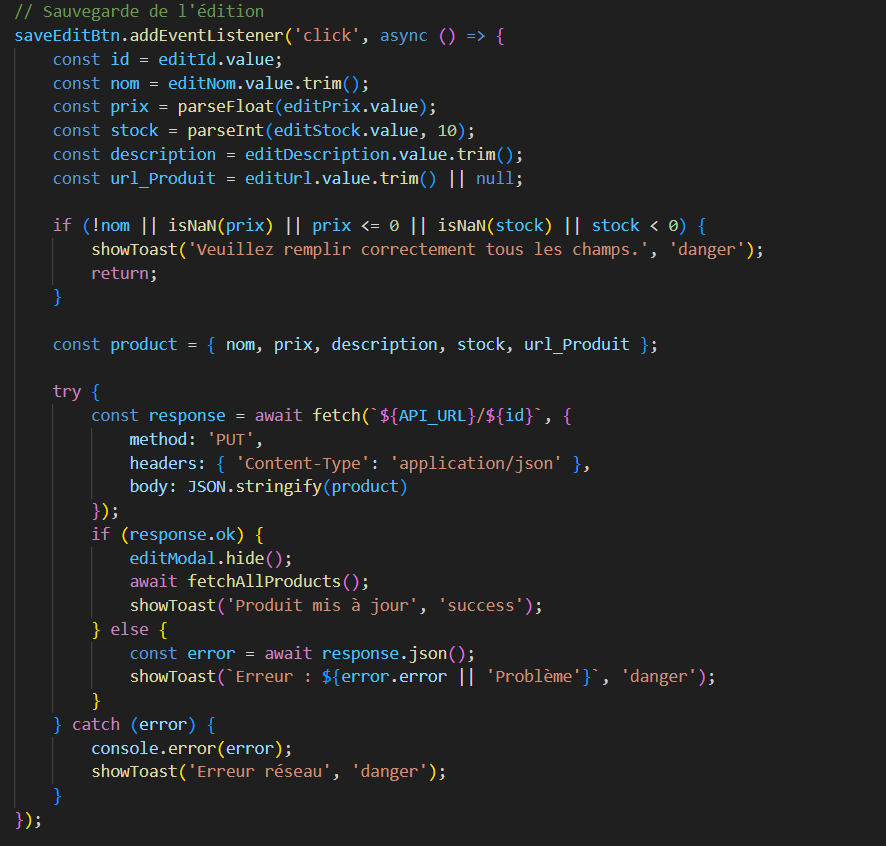 // Sauvegarde de l'édition
saveEditBtn.addEventListener('click', async () => {
    const id = editId.value;
    const nom = editNom.value.trim();
    const prix = parseFloat(editPrix.value);
    const stock = parseInt(editStock.value, 10);
    const description = editDescription.value.trim();
    const url_Produit = editUrl.value.trim() || null;

    if (!nom || isNaN(prix) || prix <= 0 || isNaN(stock) || stock < 0) {
        showToast('Veuillez remplir correctement tous les champs.', 'danger');
        return;
    }

    const product = { nom, prix, description, stock, url_Produit };

    try {
        const response = await fetch(`${API_URL}/${id}`, {
            method: 'PUT',
            headers: { 'Content-Type': 'application/json' },
            body: JSON.stringify(product)
        });
        if (response.ok) {
            editModal.hide();
            await fetchAllProducts();
            showToast('Produit mis à jour', 'success');
        } else {
            const error = await response.json();
            showToast(`Erreur : ${error.error || 'Problème'}`, 'danger');
        }
    } catch (error) {
        console.error(error);
        showToast('Erreur réseau', 'danger');
    }
});